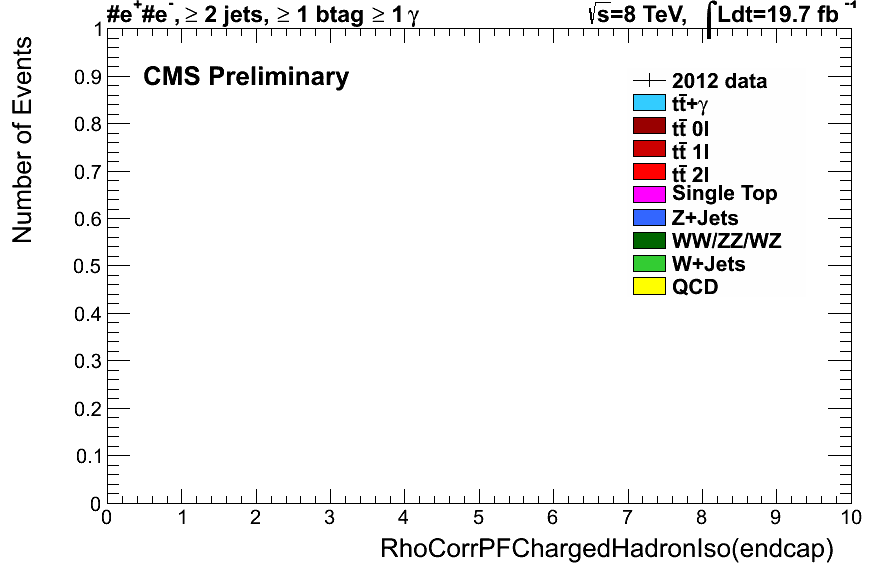 #e⁺#e⁻, ≥ 2 jets, ≥ 1 btag ≥ 1 γ √s=8 TeV, ∫Ldt=19.7 fb⁻¹
CMS Preliminary
2012 data
tt̄+γ
tt̄ 0l
tt̄ 1l
tt̄ 2l
Single Top
Z+Jets
WW/ZZ/WZ
W+Jets
QCD
Number of Events
1
0.9
0.8
0.7
0.6
0.5
0.4
0.3
0.2
0.1
0
0 1 2 3 4 5 6 7 8 9 10
RhoCorrPFChargedHadronIso(endcap)